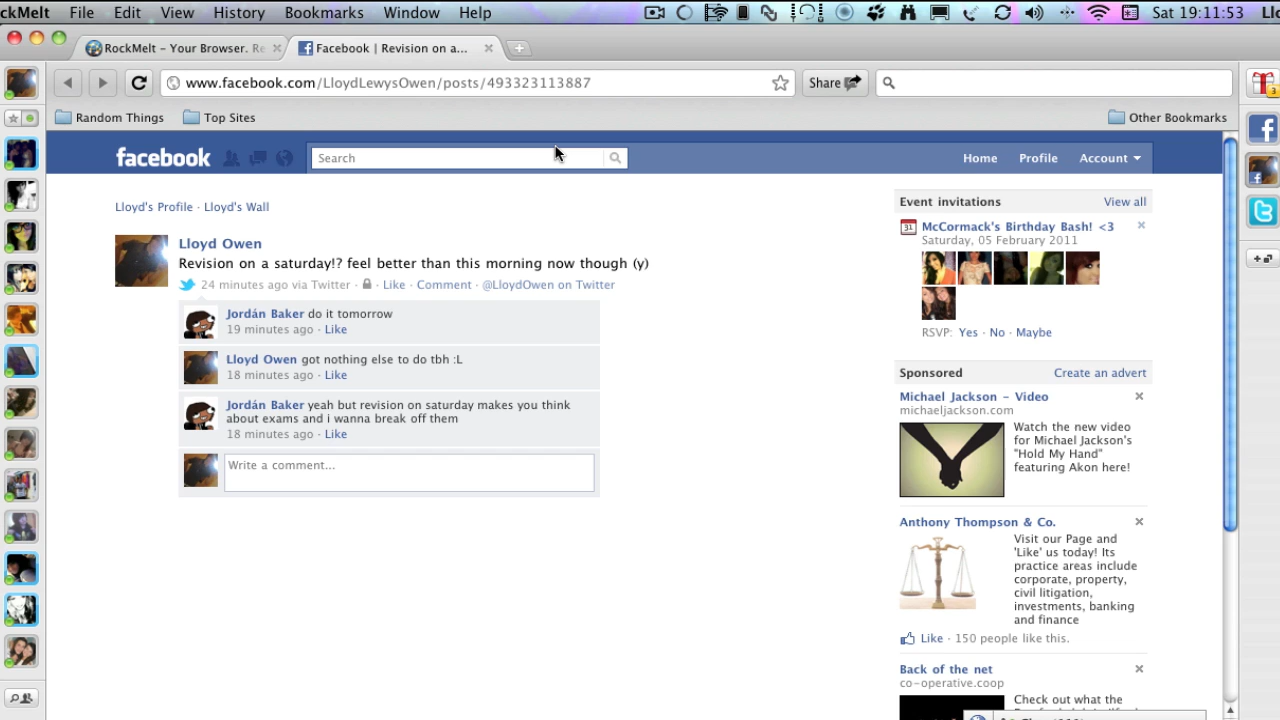 ckMelt File Edit View History Bookmarks Window Help Sat 19:11:53
RockMelt – Your Browser. Re
Facebook | Revision on a...
www.facebook.com/LloydLewysOwen/posts/493323113887
Share
3
Random Things
Top Sites
Other Bookmarks
facebook
Search
Home Profile Account
Lloyd's Profile · Lloyd's Wall
Lloyd Owen
Revision on a saturday!? feel better than this morning now though (y)
24 minutes ago via Twitter · Like · Comment · @LloydOwen on Twitter
Jordán Baker do it tomorrow
19 minutes ago · Like
Lloyd Owen got nothing else to do tbh :L
18 minutes ago · Like
Jordán Baker yeah but revision on saturday makes you think
about exams and i wanna break off them
18 minutes ago · Like
Write a comment...
Event invitations View all
31
McCormack's Birthday Bash! <3
Saturday, 05 February 2011
RSVP: Yes · No · Maybe
Sponsored Create an advert
Michael Jackson – Video
michaeljackson.com
Watch the new video
for Michael Jackson's
"Hold My Hand"
featuring Akon here!
Anthony Thompson & Co.
Visit our Page and
'Like' us today! Its
practice areas include
corporate, property,
civil litigation,
investments, banking
and finance
Like · 150 people like this.
Back of the net
co-operative.coop
Check out what the